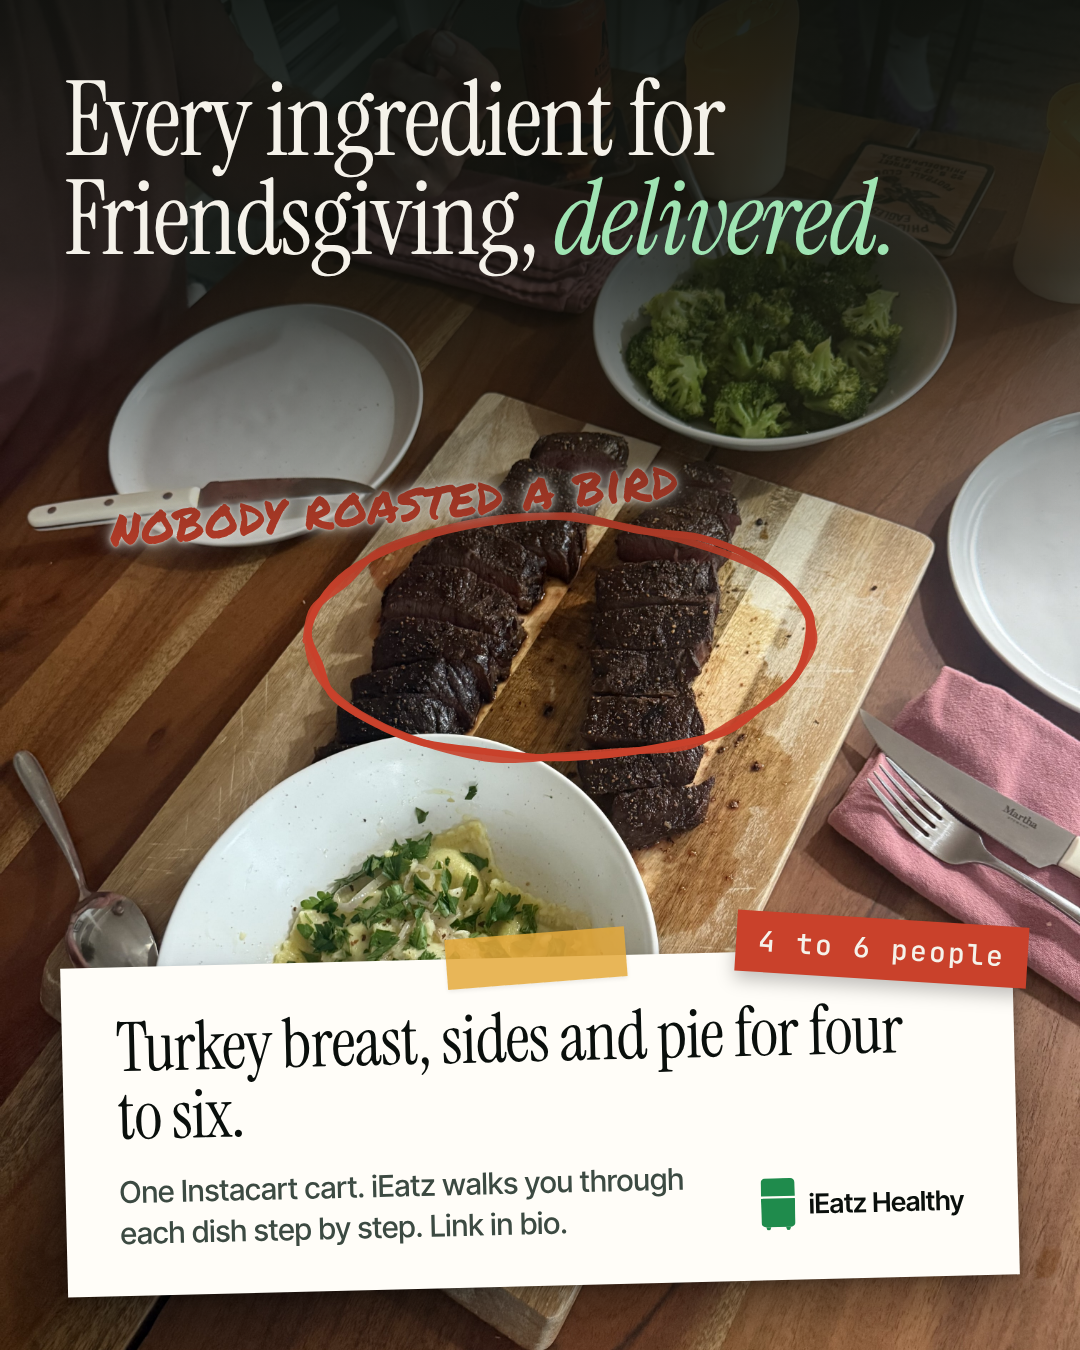 Every ingredient for
Friendsgiving, delivered.
NOBODY ROASTED A BIRD
Martha
4 to 6 people
Turkey breast, sides and pie for four
to six.
One Instacart cart. iEatz walks you through
each dish step by step. Link in bio.
iEatz Healthy